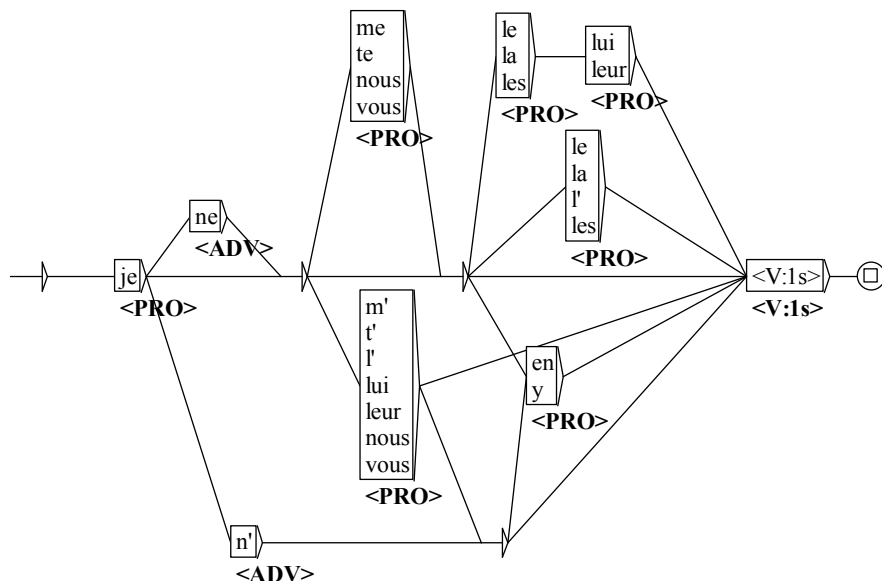 me
te
nous
vous
<PRO>
le
la
les
<PRO>
lui
leur
<PRO>
le
la
l'
les
<PRO>
ne
<ADV>
je
<PRO>
<V:1s>
<V:1s>
m'
t'
l'
lui
leur
nous
vous
<PRO>
en
y
<PRO>
n'
<ADV>